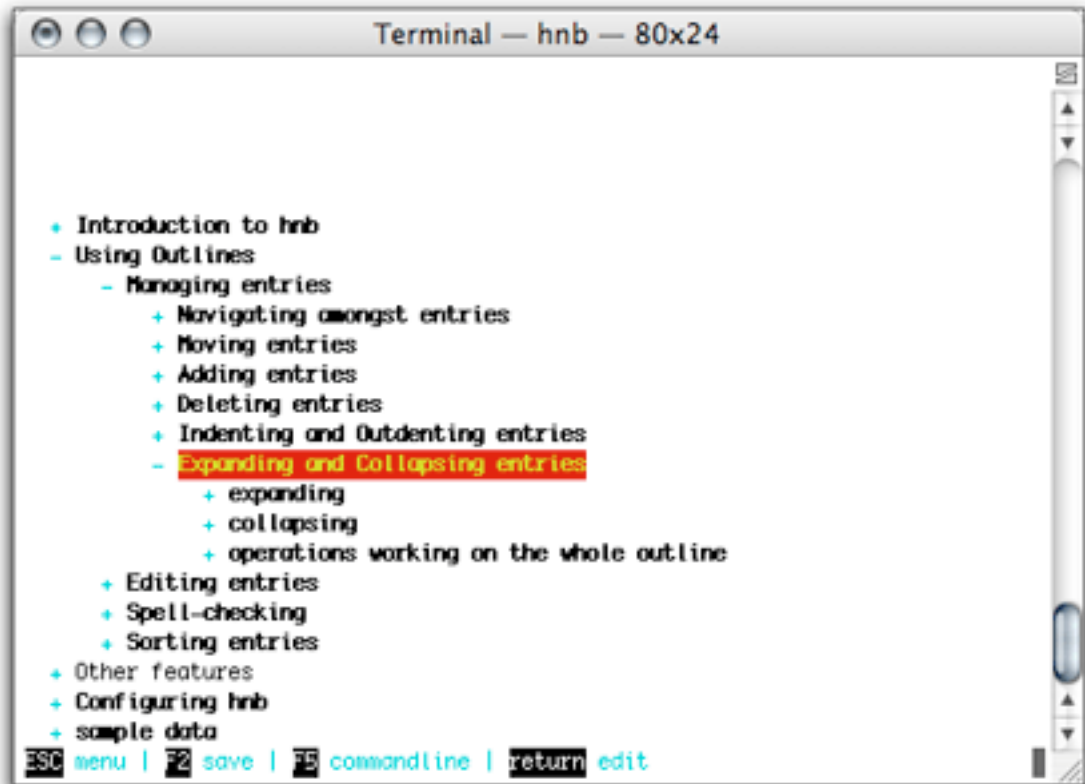 Terminal — hnb — 80x24
+ Introduction to hnb
- Using Outlines
- Managing entries
+ Navigating amongst entries
+ Moving entries
+ Adding entries
+ Deleting entries
+ Indenting and Outdenting entries
- Expanding and Collapsing entries
+ expanding
+ collapsing
+ operations working on the whole outline
+ Editing entries
+ Spell-checking
+ Sorting entries
+ Other features
+ Configuring hnb
+ sample data
ESC menu | F2 save | F5 commandline | return edit